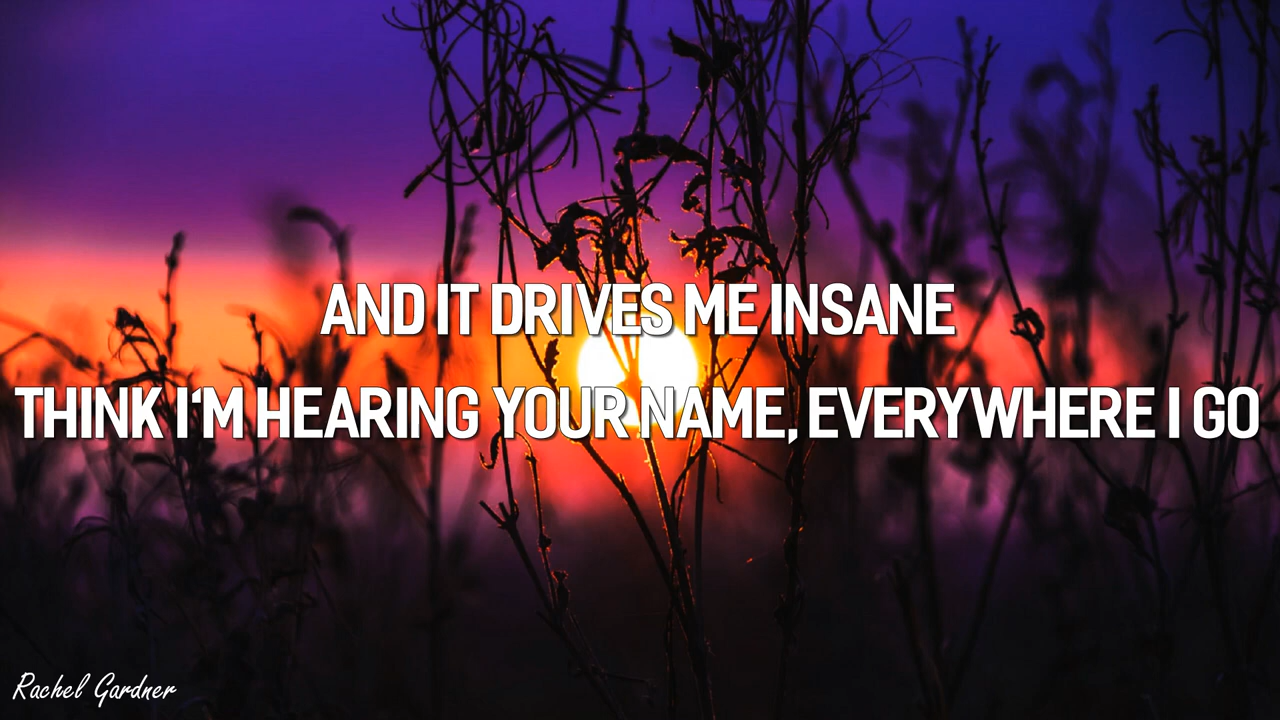 AND IT DRIVES ME INSANE
THINK I'M HEARING YOUR NAME, EVERYWHERE I GO
Rachel Gardner